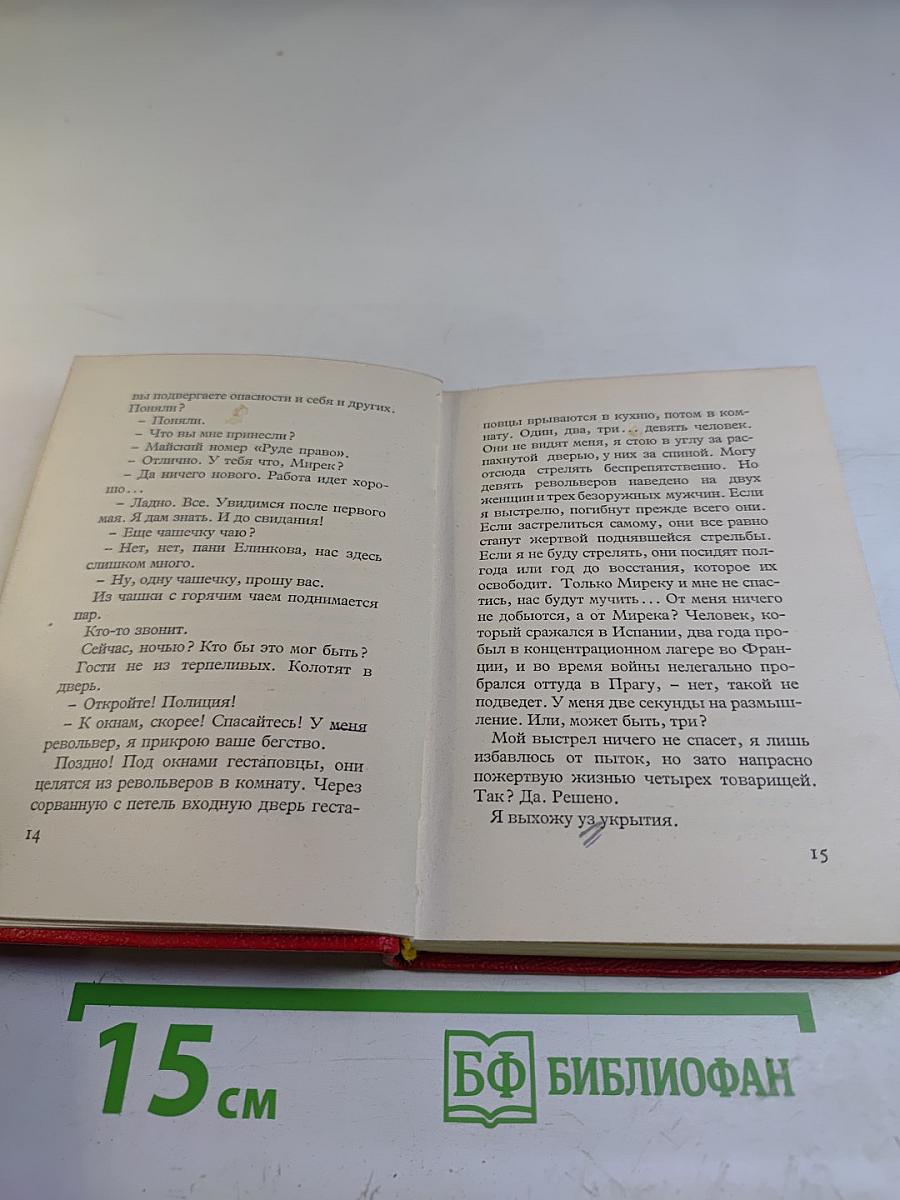 вы подвергаете опасности и себя и других.
Поняли?
– Поняли.
– Что вы мне принесли?
– Майский номер «Руде право».
– Отлично. У тебя что, Мирек?
– Да ничего нового. Работа идет хоро-
шо...
– Ладно. Все. Увидимся после первого
мая. Я дам знать. И до свидания!
– Еще чашечку чаю?
– Нет, нет, пани Елинкова, нас здесь
слишком много.
– Ну, одну чашечку, прошу вас.
Из чашки с горячим чаем поднимается
пар.
Кто-то звонит.
Сейчас, ночью? Кто бы это мог быть?
Гости не из терпеливых. Колотят в
дверь.
– Откройте! Полиция!
– К окнам, скорее! Спасайтесь! У меня
револьвер, я прикрою ваше бегство.
Поздно! Под окнами гестаповцы, они
целятся из револьверов в комнату. Через
сорванную с петель входную дверь геста-
14
повцы врываются в кухню, потом в ком-
нату. Один, два, три... девять человек.
Они не видят меня, я стою в углу за рас-
пахнутой дверью, у них за спиной. Могу
отсюда стрелять беспрепятственно. Но
девять револьверов наведено на двух
женщин и трех безоружных мужчин. Если
я выстрелю, погибнут прежде всего они.
Если застрелиться самому, они все равно
станут жертвой поднявшейся стрельбы.
Если я не буду стрелять, они посидят пол-
года или год до восстания, которое их
освободит. Только Миреку и мне не спас-
тись, нас будут мучить... От меня ничего
не добьются, а от Мирека? Человек, ко-
торый сражался в Испании, два года про-
был в концентрационном лагере во Фран-
ции, и во время войны нелегально про-
брался оттуда в Прагу, – нет, такой не
подведет. У меня две секунды на размыш-
ление. Или, может быть, три?
Мой выстрел ничего не спасет, я лишь
избавлюсь от пыток, но зато напрасно
пожертвую жизнью четырех товарищей.
Так? Да. Решено.
Я выхожу уз укрытия.
15
15 см
БФ БИБЛИОФАН